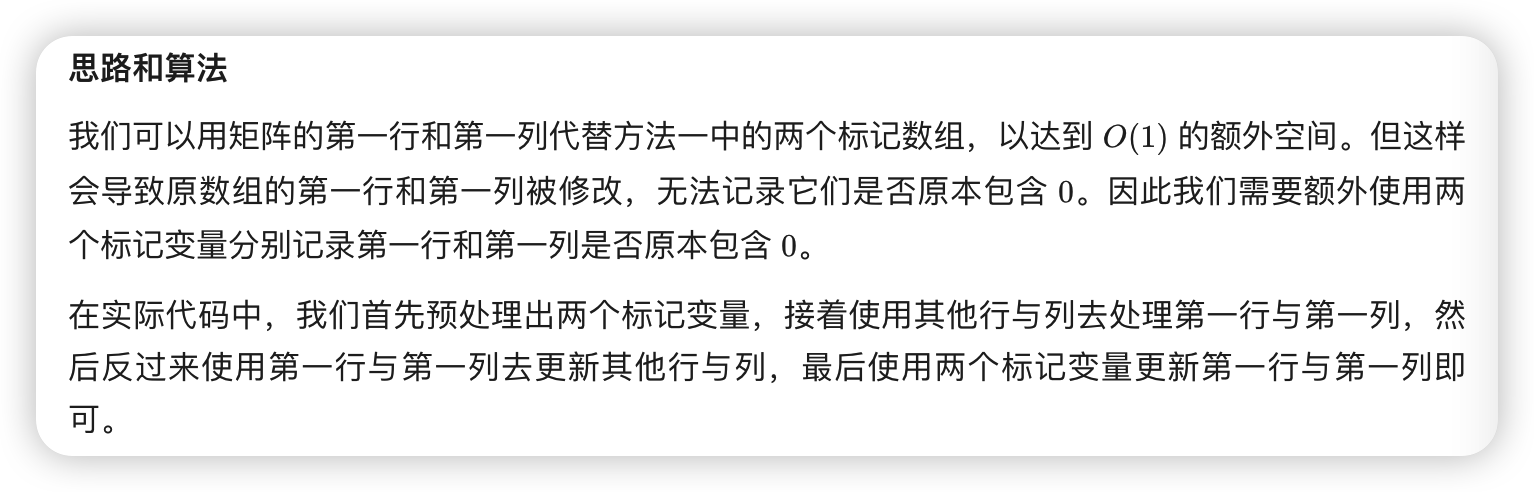 思路和算法
我们可以用矩阵的第一行和第一列代替方法一中的两个标记数组，以达到 O(1) 的额外空间。但这样
会导致原数组的第一行和第一列被修改，无法记录它们是否原本包含 0。因此我们需要额外使用两
个标记变量分别记录第一行和第一列是否原本包含 0。
在实际代码中，我们首先预处理出两个标记变量，接着使用其他行与列去处理第一行与第一列，然
后反过来使用第一行与第一列去更新其他行与列，最后使用两个标记变量更新第一行与第一列即
可。